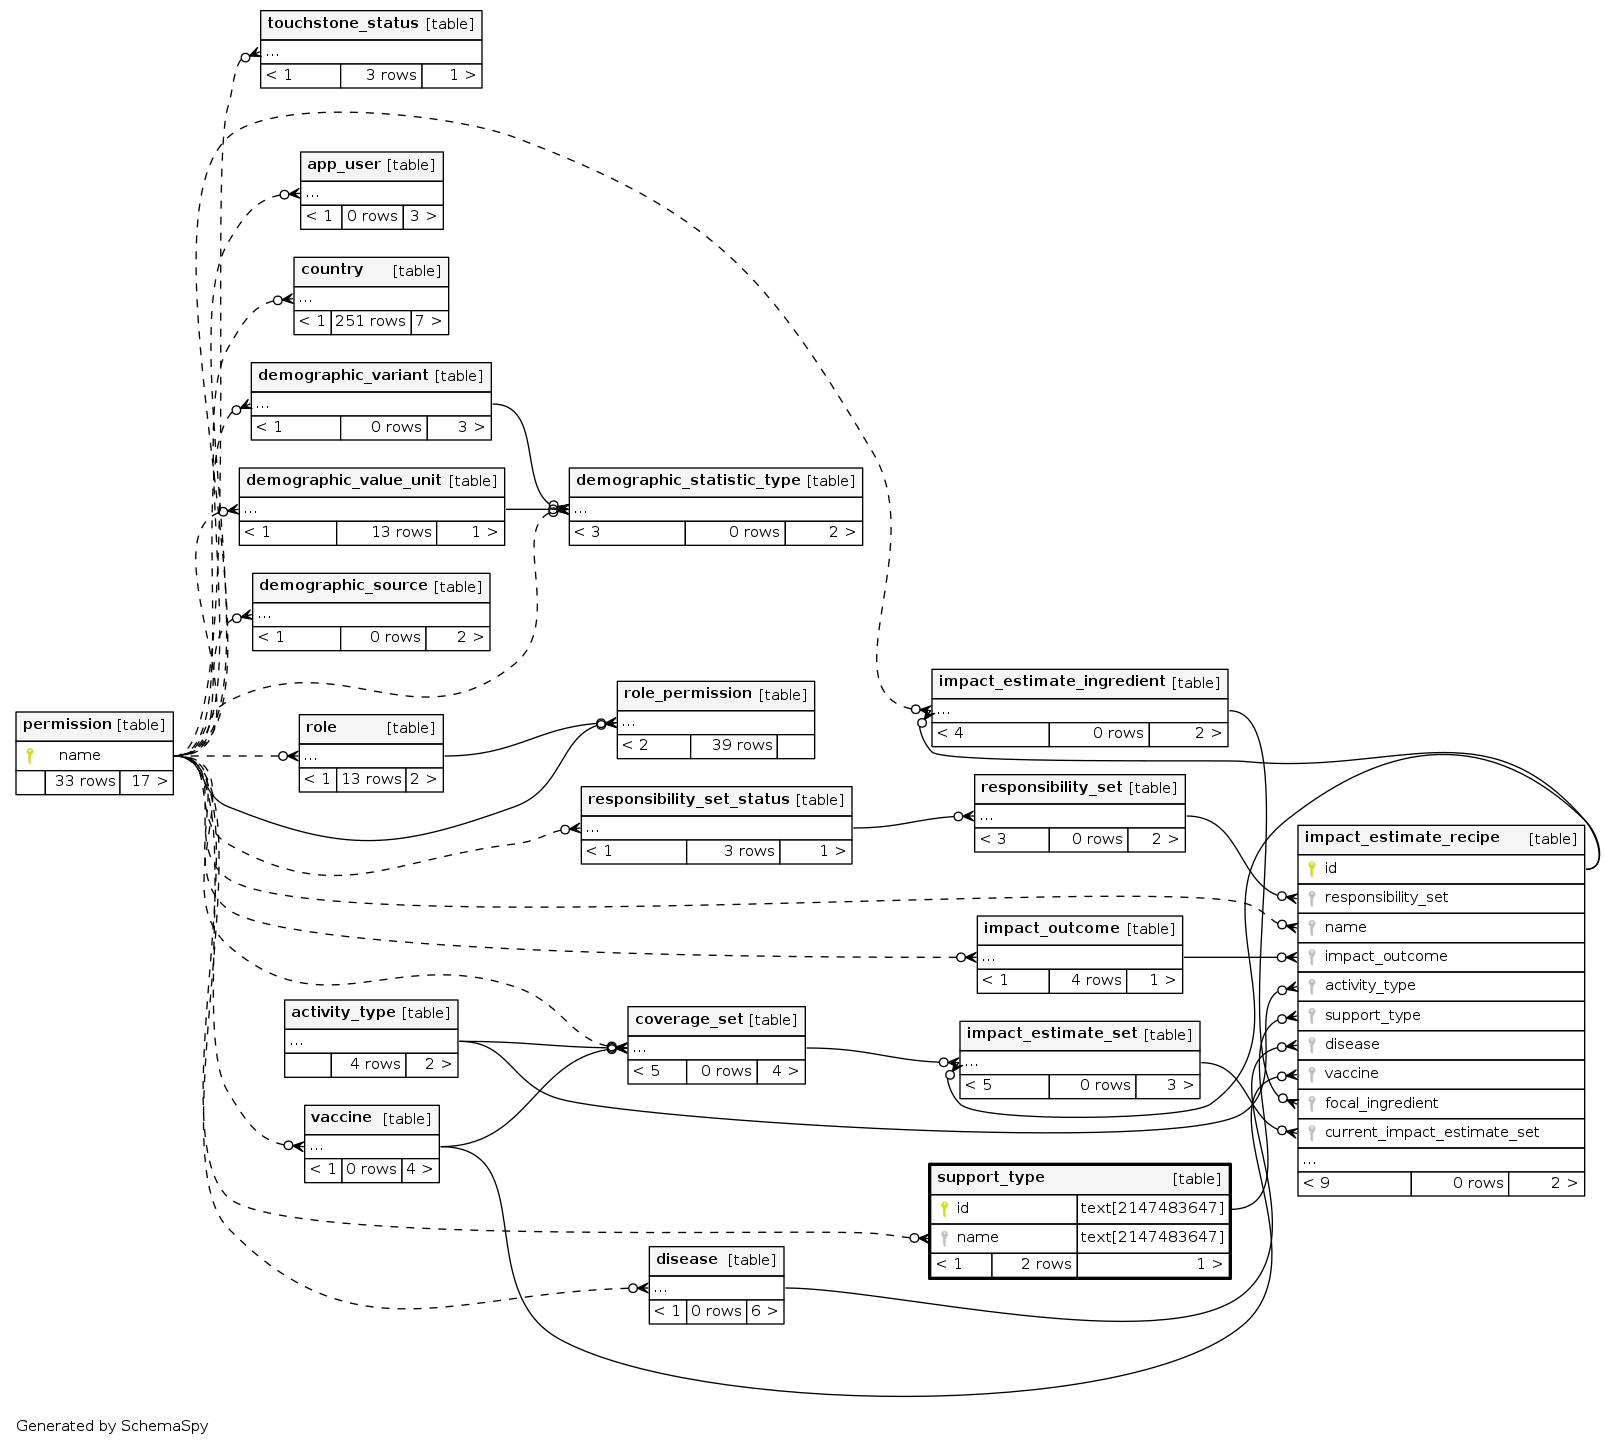 touchstone_status [table]
...
< 1 3 rows 1 >
app_user [table]
...
< 1 0 rows 3 >
country [table]
...
< 1 251 rows 7 >
demographic_variant [table]
...
< 1 0 rows 3 >
demographic_value_unit [table]
...
< 1 13 rows 1 >
demographic_statistic_type [table]
...
< 3 0 rows 2 >
demographic_source [table]
...
< 1 0 rows 2 >
permission [table]
name
33 rows 17 >
role [table]
...
< 1 13 rows 2 >
role_permission [table]
...
< 2 39 rows
impact_estimate_ingredient [table]
...
< 4 0 rows 2 >
responsibility_set_status [table]
...
< 1 3 rows 1 >
responsibility_set [table]
...
< 3 0 rows 2 >
impact_estimate_recipe [table]
id
responsibility_set
name
impact_outcome
activity_type
support_type
disease
vaccine
focal_ingredient
current_impact_estimate_set
...
< 9 0 rows 2 >
impact_outcome [table]
...
< 1 4 rows 1 >
activity_type [table]
...
4 rows 2 >
coverage_set [table]
...
< 5 0 rows 4 >
impact_estimate_set [table]
...
< 5 0 rows 3 >
vaccine [table]
...
< 1 0 rows 4 >
support_type [table]
id text[2147483647]
name text[2147483647]
< 1 2 rows 1 >
disease [table]
...
< 1 0 rows 6 >
Generated by SchemaSpy